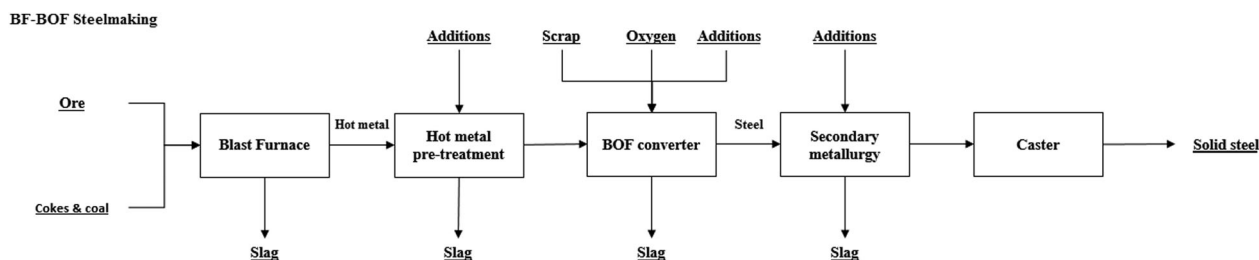 BF-BOF Steelmaking
Additions
Scrap
Oxygen
Additions
Additions
Ore
Cokes & coal
Blast Furnace
Hot metal
Hot metal
pre-treatment
BOF converter
Steel
Secondary
metallurgy
Caster
Solid steel
Slag
Slag
Slag
Slag